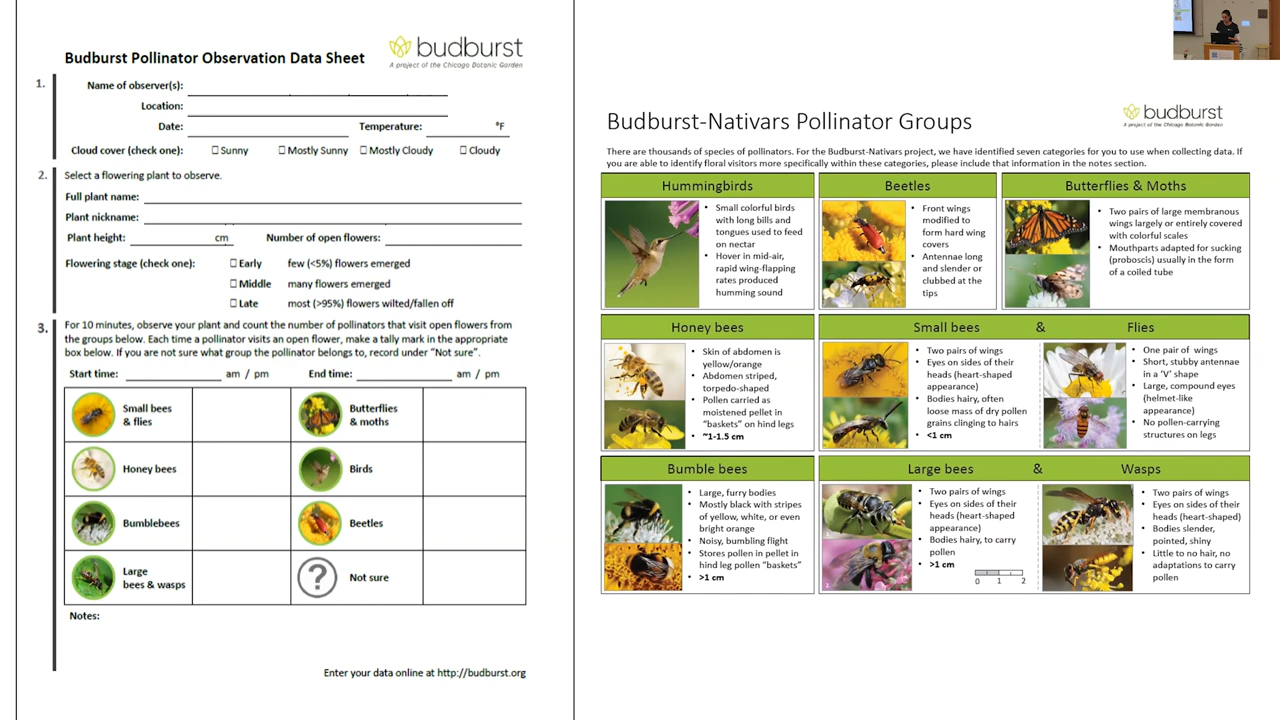 Budburst Pollinator Observation Data Sheet
budburst
A project of the Chicago Botanic Garden
1.
Name of observer(s):
Location:
Date: Temperature: °F
Cloud cover (check one): Sunny Mostly Sunny Mostly Cloudy Cloudy
2.
Select a flowering plant to observe.
Full plant name:
Plant nickname:
Plant height: cm Number of open flowers:
Flowering stage (check one): Early few (<5%) flowers emerged
Middle many flowers emerged
Late most (>95%) flowers wilted/fallen off
3.
For 10 minutes, observe your plant and count the number of pollinators that visit open flowers from
the groups below. Each time a pollinator visits an open flower, make a tally mark in the appropriate
box below. If you are not sure what group the pollinator belongs to, record under "Not sure".
Start time: am / pm End time: am / pm
Small bees
& flies
Butterflies
& moths
Honey bees
Birds
Bumblebees
Beetles
Large
bees & wasps
?
Not sure
Notes:
Enter your data online at http://budburst.org
budburst
A project of the Chicago Botanic Garden
Budburst-Nativars Pollinator Groups
There are thousands of species of pollinators. For the Budburst-Nativars project, we have identified seven categories for you to use when collecting data. If
you are able to identify floral visitors more specifically within these categories, please include that information in the notes section.
Hummingbirds
• Small colorful birds
with long bills and
tongues used to feed
on nectar
• Hover in mid-air,
rapid wing-flapping
rates produced
humming sound
Beetles
• Front wings
modified to
form hard wing
covers
• Antennae long
and slender or
clubbed at the
tips
Butterflies & Moths
• Two pairs of large membranous
wings largely or entirely covered
with colorful scales
• Mouthparts adapted for sucking
(proboscis) usually in the form
of a coiled tube
Honey bees
• Skin of abdomen is
yellow/orange
• Abdomen striped,
torpedo-shaped
• Pollen carried as
moistened pellet in
"baskets" on hind legs
• ~1-1.5 cm
Small bees & Flies
• Two pairs of wings
• Eyes on sides of their
heads (heart-shaped
appearance)
• Bodies hairy, often
loose mass of dry pollen
grains clinging to hairs
• <1 cm
• One pair of wings
• Short, stubby antennae
in a 'V' shape
• Large, compound eyes
(helmet-like
appearance)
• No pollen-carrying
structures on legs
Bumble bees
• Large, furry bodies
• Mostly black with stripes
of yellow, white, or even
bright orange
• Noisy, bumbling flight
• Stores pollen in pellet in
hind leg pollen "baskets"
• >1 cm
Large bees & Wasps
• Two pairs of wings
• Eyes on sides of their
heads (heart-shaped
appearance)
• Bodies hairy, to carry
pollen
• >1 cm
0 1 2
• Two pairs of wings
• Eyes on sides of their
heads (heart-shaped)
• Bodies slender,
pointed, shiny
• Little to no hair, no
adaptations to carry
pollen